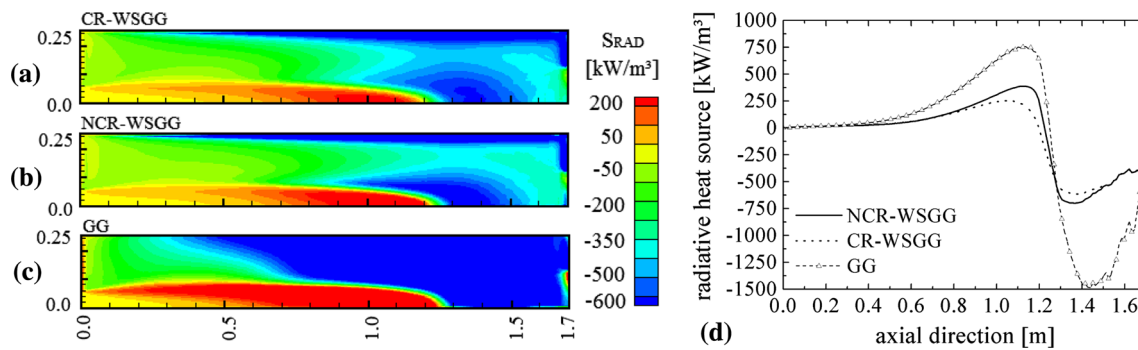 CR-WSGG
0.25
(a)
0.0
NCR-WSGG
0.25
(b)
0.0
GG
0.25
(c)
0.0
0.0
0.5
1.0
1.5
1.7
SRAD
[kW/m³]
200
50
-50
-200
-350
-500
-600
radiative heat source [kW/m³]
1000
750
500
250
0
-250
-500
-750
-1000
-1250
-1500
NCR-WSGG
CR-WSGG
GG
0.0
0.2
0.4
0.6
0.8
1.0
1.2
1.4
1.6
(d)
axial direction [m]